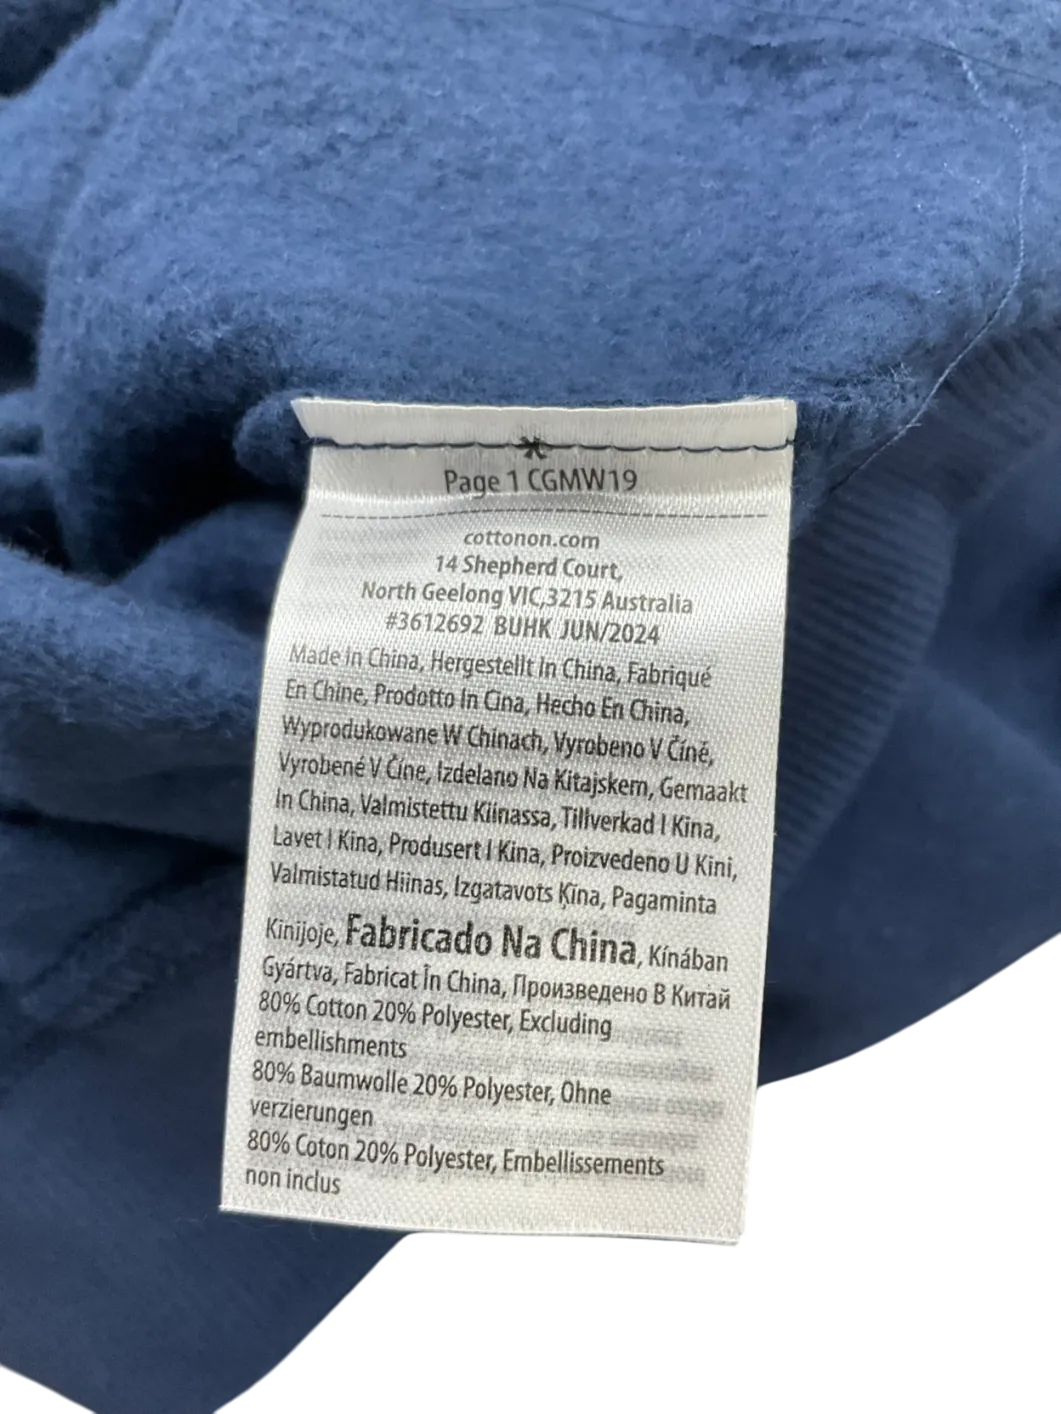 Page 1 CGMW19
cottonon.com
14 Shepherd Court,
North Geelong VIC,3215 Australia
#3612692 BUHK JUN/2024
Made in China, Hergestellt In China, Fabriqué
En Chine, Prodotto In Cina, Hecho En China,
Wyprodukowane W Chinach, Vyrobeno V Číně,
Vyrobené V Číne, Izdelano Na Kitajskem, Gemaakt
In China, Valmistettu Kiinassa, Tillverkad I Kina,
Lavet I Kina, Produsert I Kina, Proizvedeno U Kini,
Valmistatud Hiinas, Izgatavots Ķīna, Pagaminta
Kinijoje, Fabricado Na China, Kínában
Gyártva, Fabricat În China, Произведено В Китай
80% Cotton 20% Polyester, Excluding
embellishments
80% Baumwolle 20% Polyester, Ohne
verzierungen
80% Coton 20% Polyester, Embellissements
non inclus